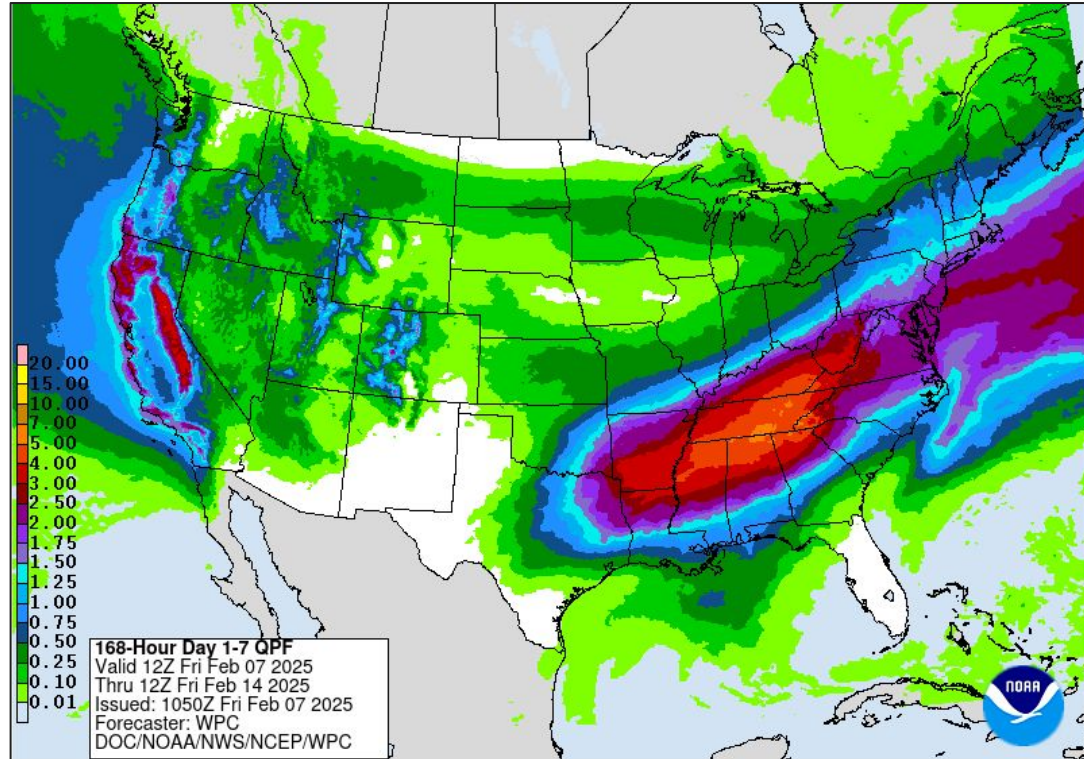 20.00
15.00
10.00
7.00
5.00
4.00
3.00
2.50
2.00
1.75
1.50
1.25
1.00
0.75
0.50
0.25
0.10
0.01
168-Hour Day 1-7 QPF
Valid 12Z Fri Feb 07 2025
Thru 12Z Fri Feb 14 2025
Issued: 1050Z Fri Feb 07 2025
Forecaster: WPC
DOC/NOAA/NWS/NCEP/WPC
NOAA